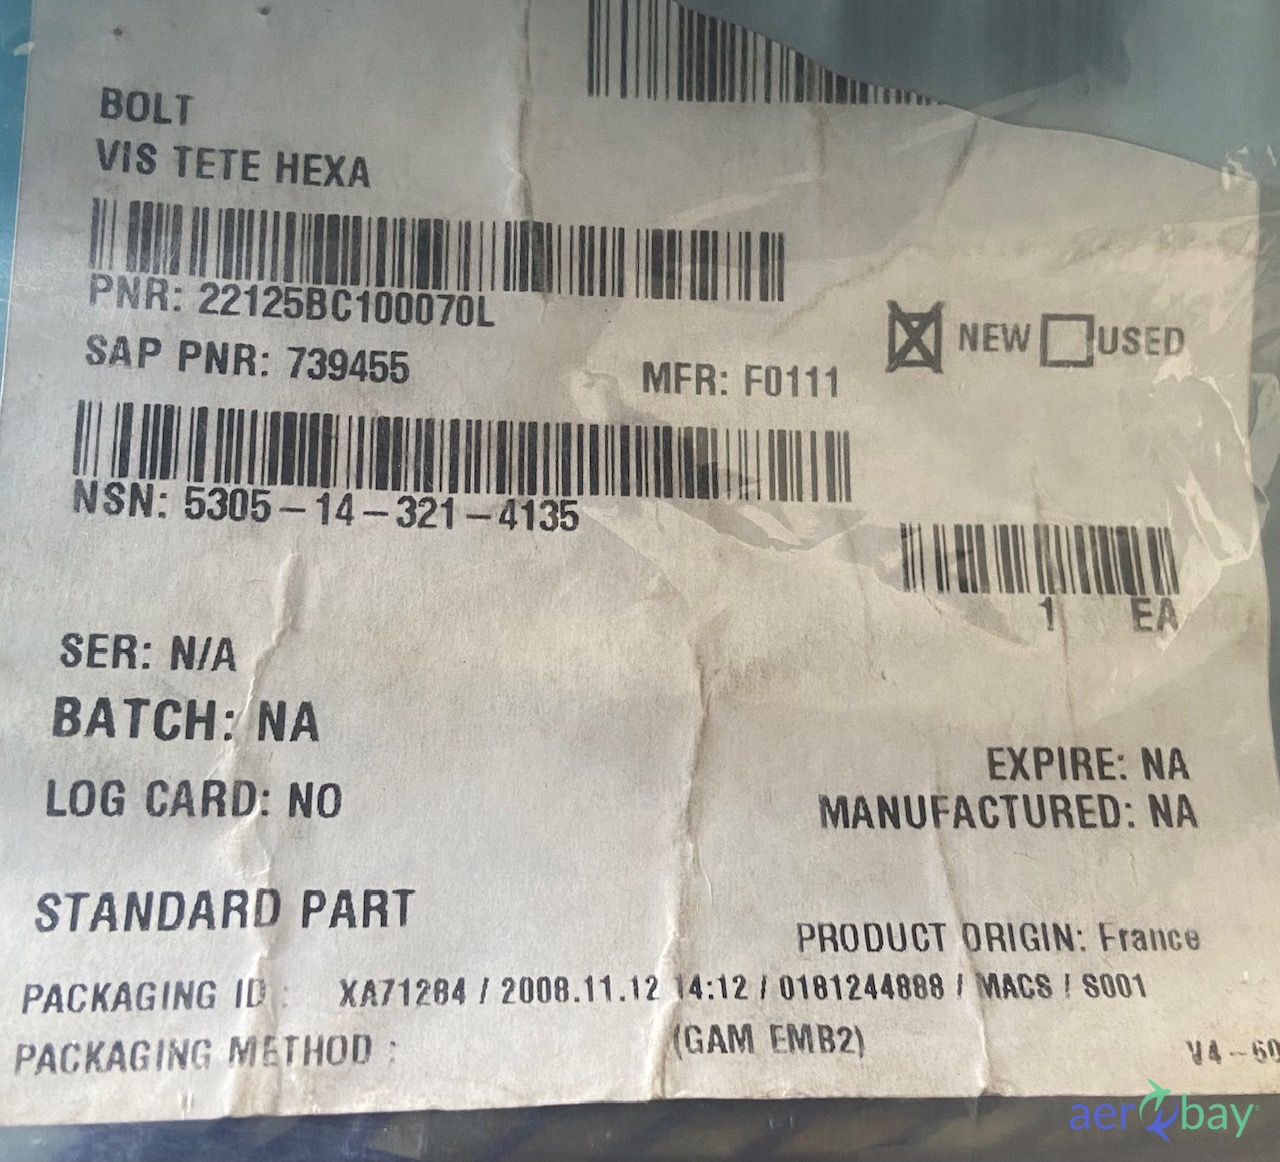 BOLT
VIS TETE HEXA
PNR: 22125BC100070L
NEW USED
SAP PNR: 739455 MFR: F0111
NSN: 5305-14-321-4135
1 EA
SER: N/A
BATCH: NA
EXPIRE: NA
LOG CARD: NO MANUFACTURED: NA
STANDARD PART
PRODUCT ORIGIN: France
PACKAGING ID : XA71284 / 2008.11.12 14:12 / 0181244888 / MACS / S001
PACKAGING METHOD : (GAM EMB2)
aerobay